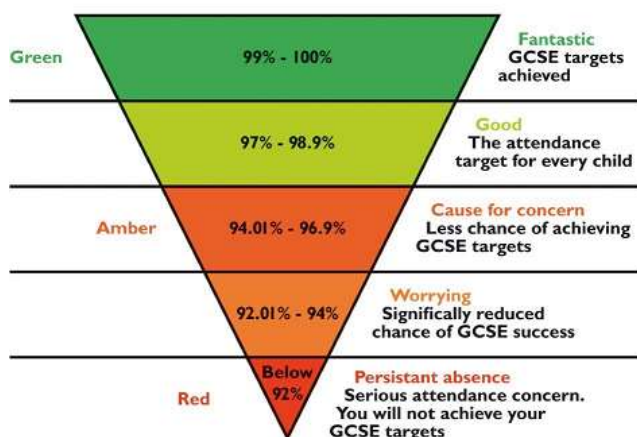 Green
99% - 100%
Fantastic
GCSE targets
achieved
97% - 98.9%
Good
The attendance
target for every child
Amber
94.01% - 96.9%
Cause for concern
Less chance of achieving
GCSE targets
92.01% - 94%
Worrying
Significally reduced
chance of GCSE success
Red
Below
92%
Persistant absence
Serious attendance concern.
You will not achieve your
GCSE targets